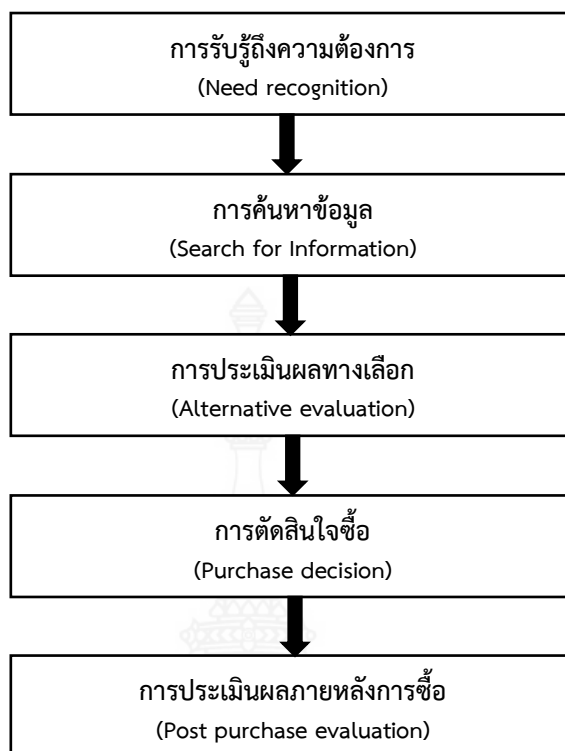 การรับรู้ถึงความต้องการ
(Need recognition)
การค้นหาข้อมูล
(Search for Information)
การประเมินผลทางเลือก
(Alternative evaluation)
การตัดสินใจซื้อ
(Purchase decision)
การประเมินผลภายหลังการซื้อ
(Post purchase evaluation)